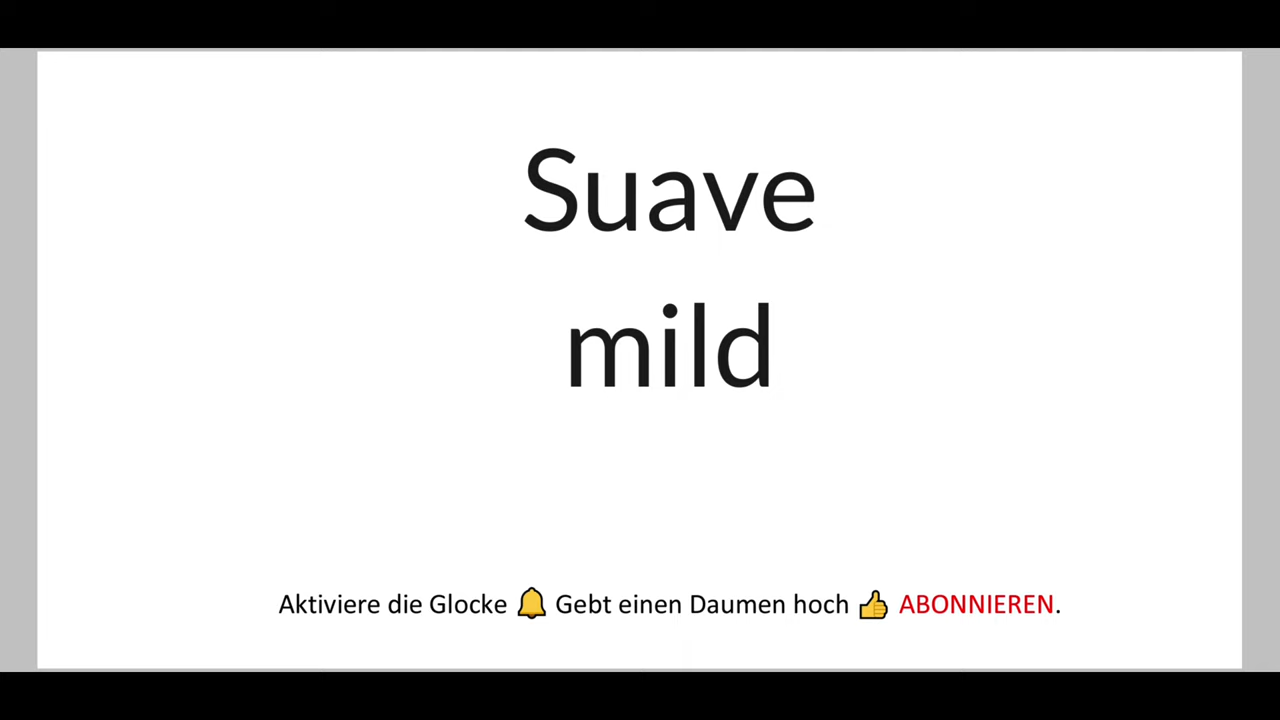 Suave
mild
Aktiviere die Glocke 🔔 Gebt einen Daumen hoch 👍 ABONNIEREN.